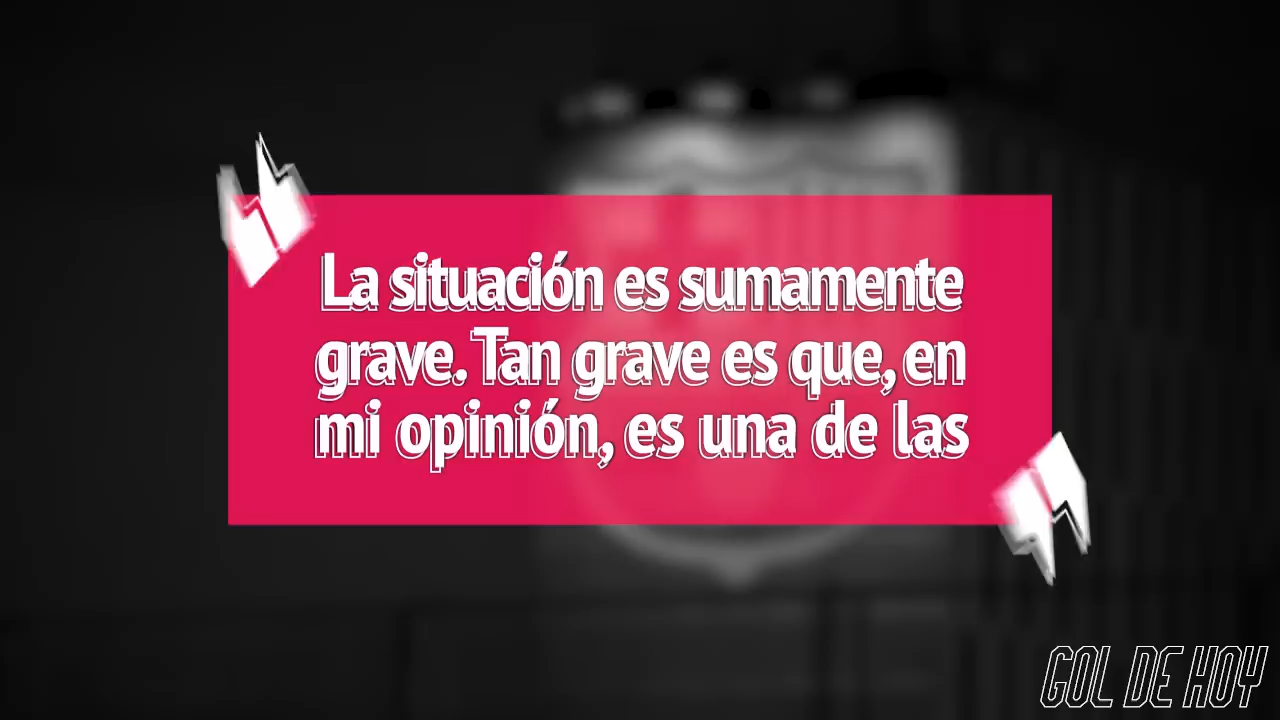 La situación es sumamente
grave. Tan grave es que, en
mi opinión, es una de las
GOL DE HOY